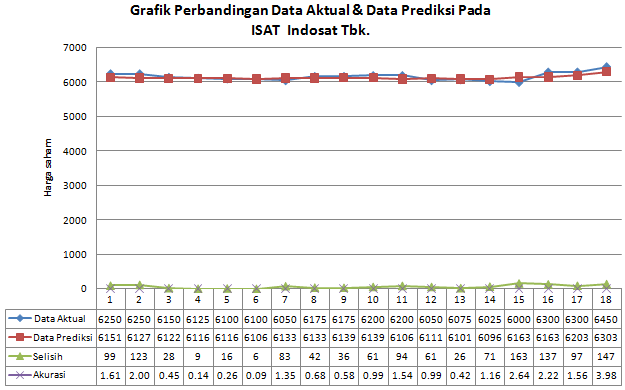 Grafik Perbandingan Data Aktual & Data Prediksi Pada
ISAT Indosat Tbk.
Harga saham
7000
6000
5000
4000
3000
2000
1000
0
1 2 3 4 5 6 7 8 9 10 11 12 13 14 15 16 17 18
Data Aktual 6250 6250 6150 6125 6100 6100 6050 6175 6175 6200 6200 6050 6075 6025 6000 6300 6300 6450
Data Prediksi 6151 6127 6122 6116 6116 6106 6133 6133 6139 6139 6106 6111 6101 6096 6163 6163 6203 6303
Selisih 99 123 28 9 16 6 83 42 36 61 94 61 26 71 163 137 97 147
Akurasi 1.61 2.00 0.45 0.14 0.26 0.09 1.35 0.68 0.58 0.99 1.54 0.99 0.42 1.16 2.64 2.22 1.56 3.98